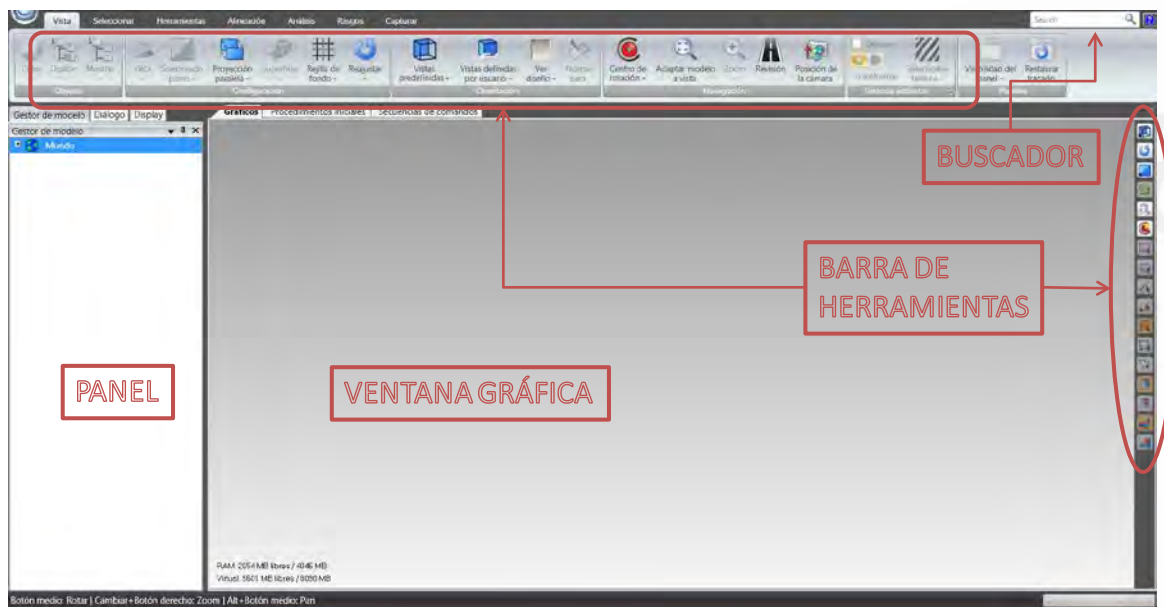 Vista Seleccionar Herramientas Alineación Análisis Rasgos Capturar
Search
Proyección paralela
Rejilla de fondo
Reajustar
Vistas predefinidas
Vistas definidas por usuario
Ver diseño
Centro de rotación
Adaptar modelo a vista
Zoom
Revisión
Posición de la cámara
Visibilidad del panel
Restaurar trazado
Configuración
Orientación
Navegación
Gestor de modelo Diálogo Display
Gráficos Procedimientos iniciales Secuencias de comandos
Gestor de modelo
Mundo
BUSCADOR
BARRA DE
HERRAMIENTAS
PANEL
VENTANA GRÁFICA
RAM: 2054 MB libres / 4046 MB
Virtual: 5601 MB libres / 8090 MB
Botón medio: Rotar | Cambiar+Botón derecho: Zoom | Alt+Botón medio: Pan